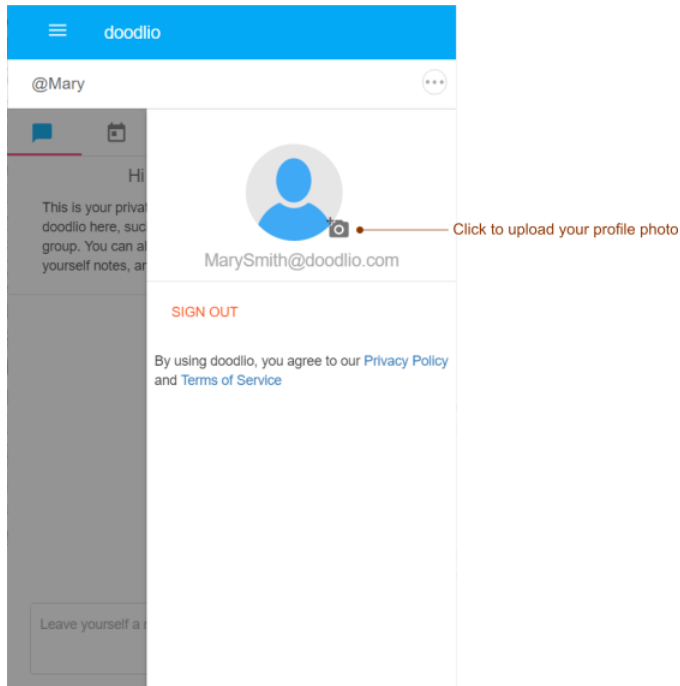 doodlio
@Mary
Hi
This is your privat
doodlio here, suc
group. You can al
yourself notes, an
Click to upload your profile photo
MarySmith@doodlio.com
SIGN OUT
By using doodlio, you agree to our Privacy Policy
and Terms of Service
Leave yourself a